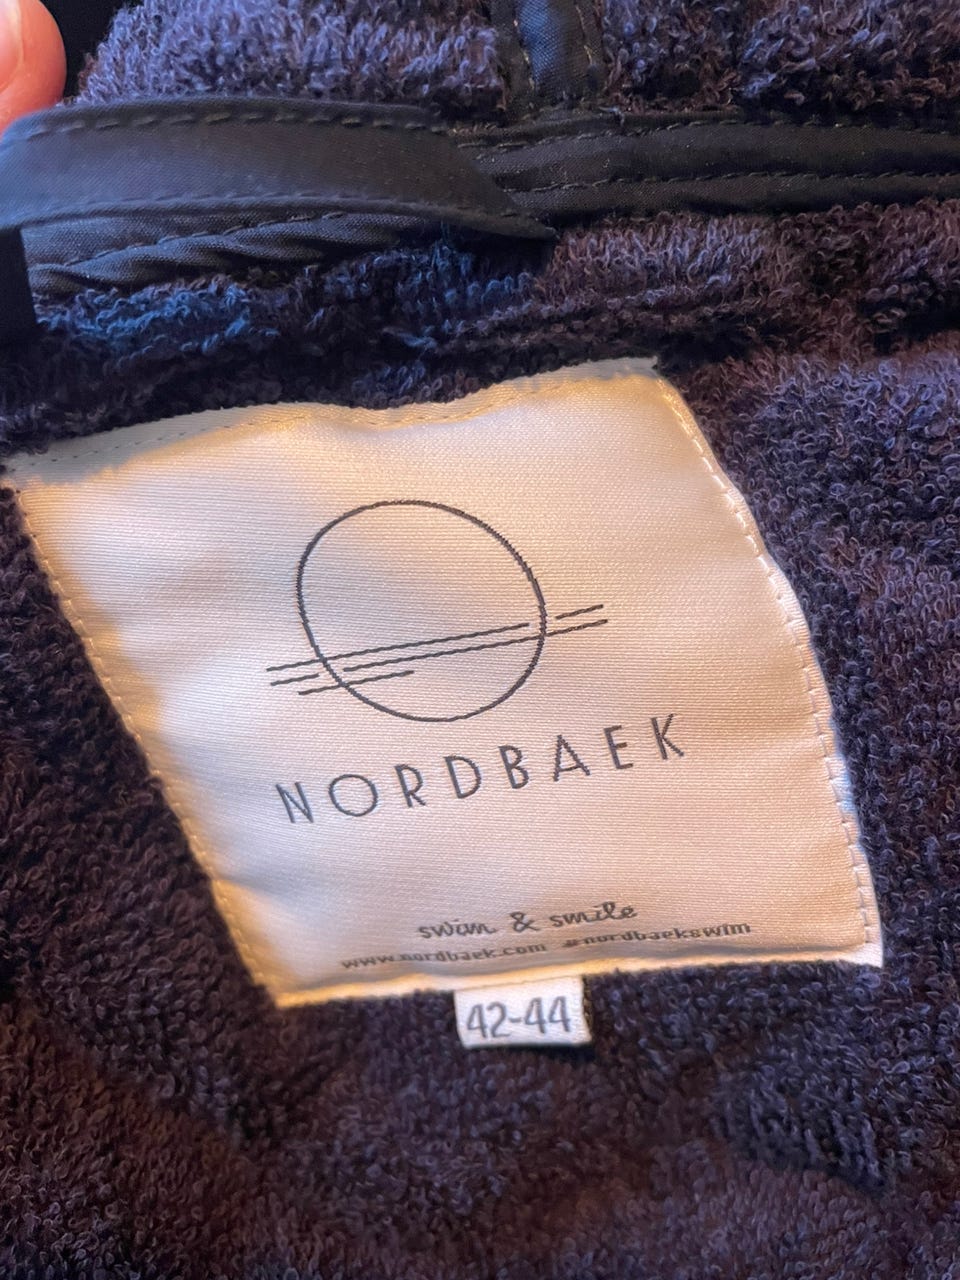 NORDBAEK
swim & smile
www.nordbaek.com #nordbaekswim
42-44